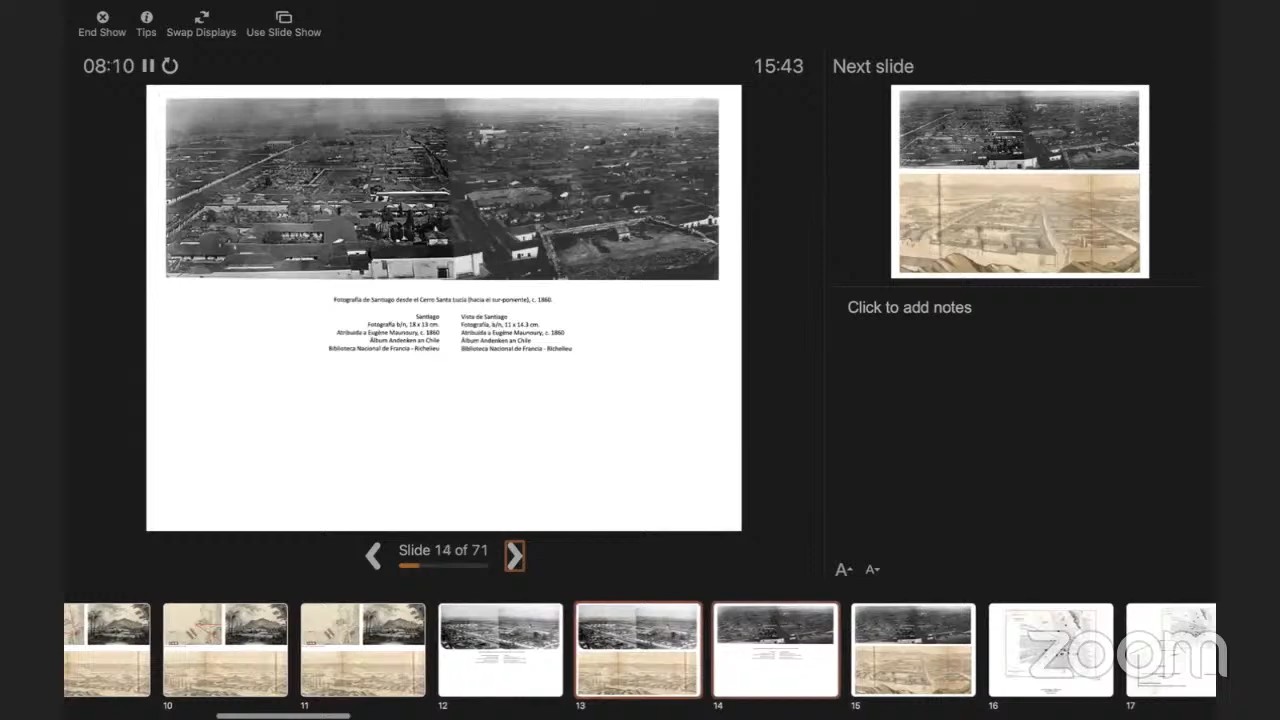 End Show Tips Swap Displays Use Slide Show
08:10
15:43
Next slide
Fotografía de Santiago desde el Cerro Santa Lucía (hacia el sur-poniente), c. 1860.
Santiago
Fotografía b/n, 18 x 13 cm.
Atribuida a Eugène Maunoury, c. 1860
Álbum Andenken an Chile
Biblioteca Nacional de Francia - Richelieu
Vista de Santiago
Fotografía, b/n, 11 x 14.3 cm.
Atribuida a Eugène Maunoury, c. 1860
Álbum Andenken an Chile
Biblioteca Nacional de Francia - Richelieu
Click to add notes
Slide 14 of 71
A A
10 11 12 13 14 15 16 17
zoom